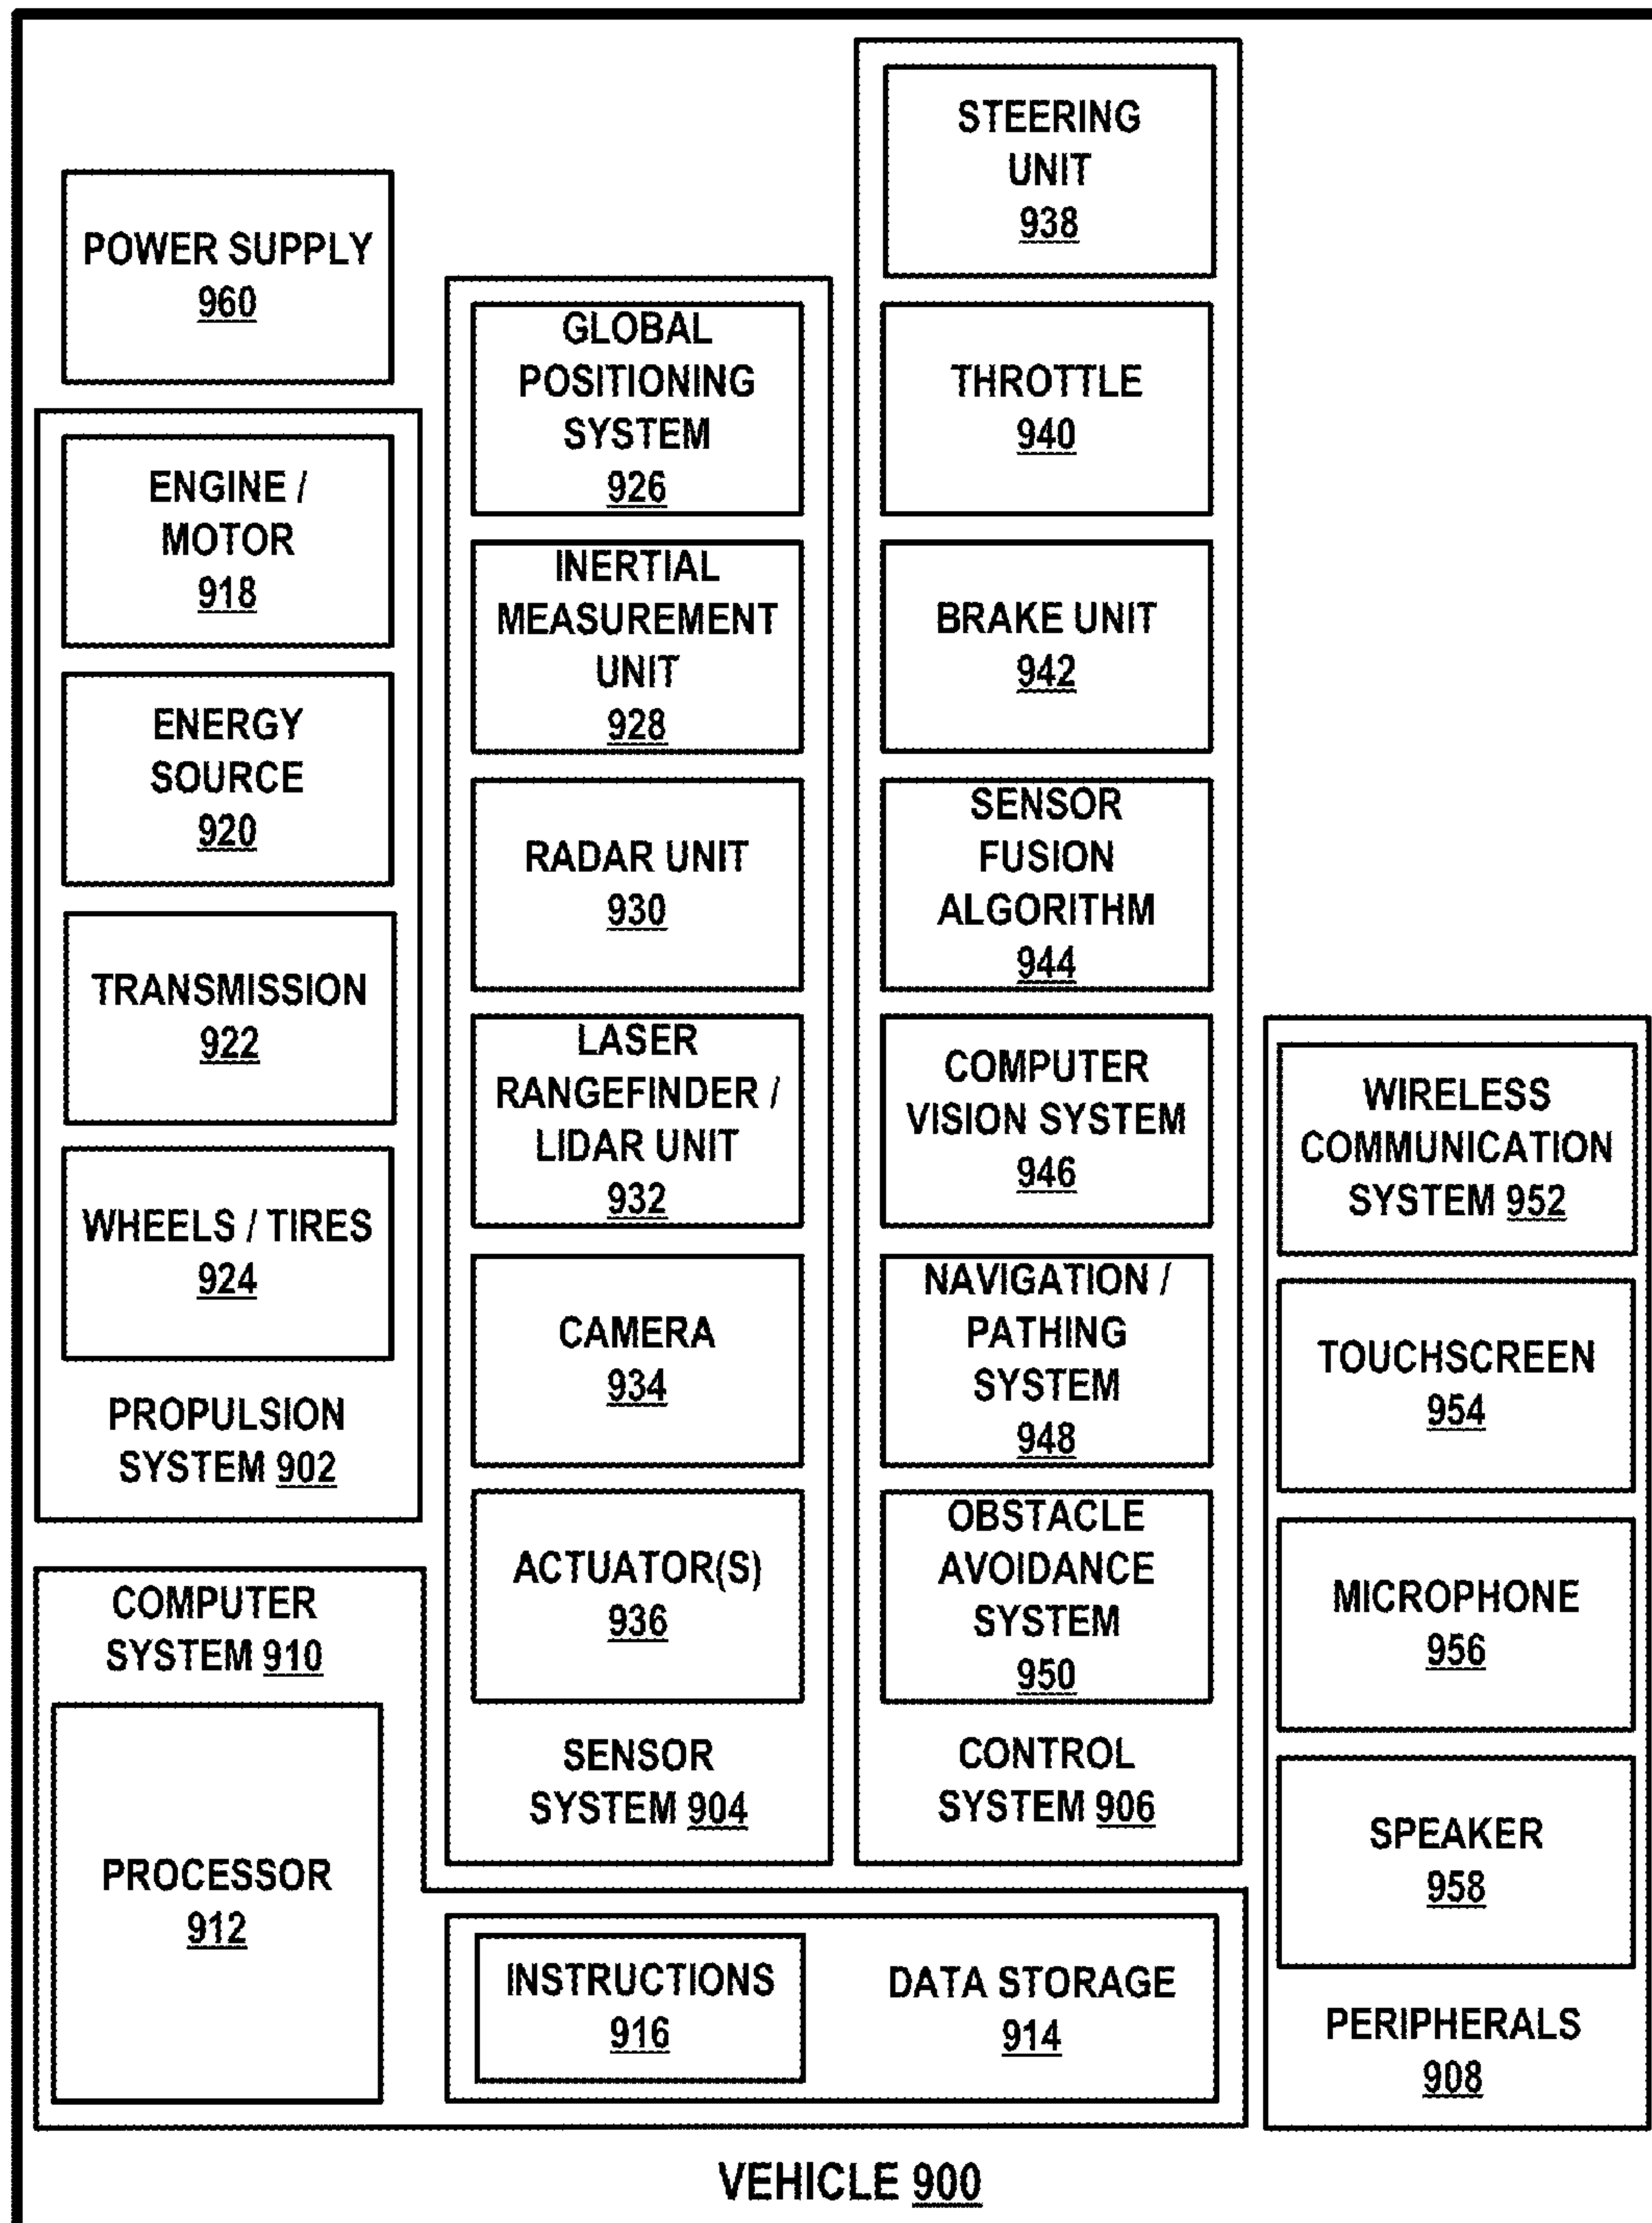 POWER SUPPLY
960
ENGINE /
MOTOR
918
ENERGY
SOURCE
920
TRANSMISSION
922
WHEELS / TIRES
924
PROPULSION
SYSTEM 902
COMPUTER
SYSTEM 910
PROCESSOR
912
GLOBAL
POSITIONING
SYSTEM
926
INERTIAL
MEASUREMENT
UNIT
928
RADAR UNIT
930
LASER
RANGEFINDER /
LIDAR UNIT
932
CAMERA
934
ACTUATOR(S)
936
SENSOR
SYSTEM 904
STEERING
UNIT
938
THROTTLE
940
BRAKE UNIT
942
SENSOR
FUSION
ALGORITHM
944
COMPUTER
VISION SYSTEM
946
NAVIGATION /
PATHING
SYSTEM
948
OBSTACLE
AVOIDANCE
SYSTEM
950
CONTROL
SYSTEM 906
INSTRUCTIONS
916
DATA STORAGE
914
WIRELESS
COMMUNICATION
SYSTEM 952
TOUCHSCREEN
954
MICROPHONE
956
SPEAKER
958
PERIPHERALS
908
VEHICLE 900